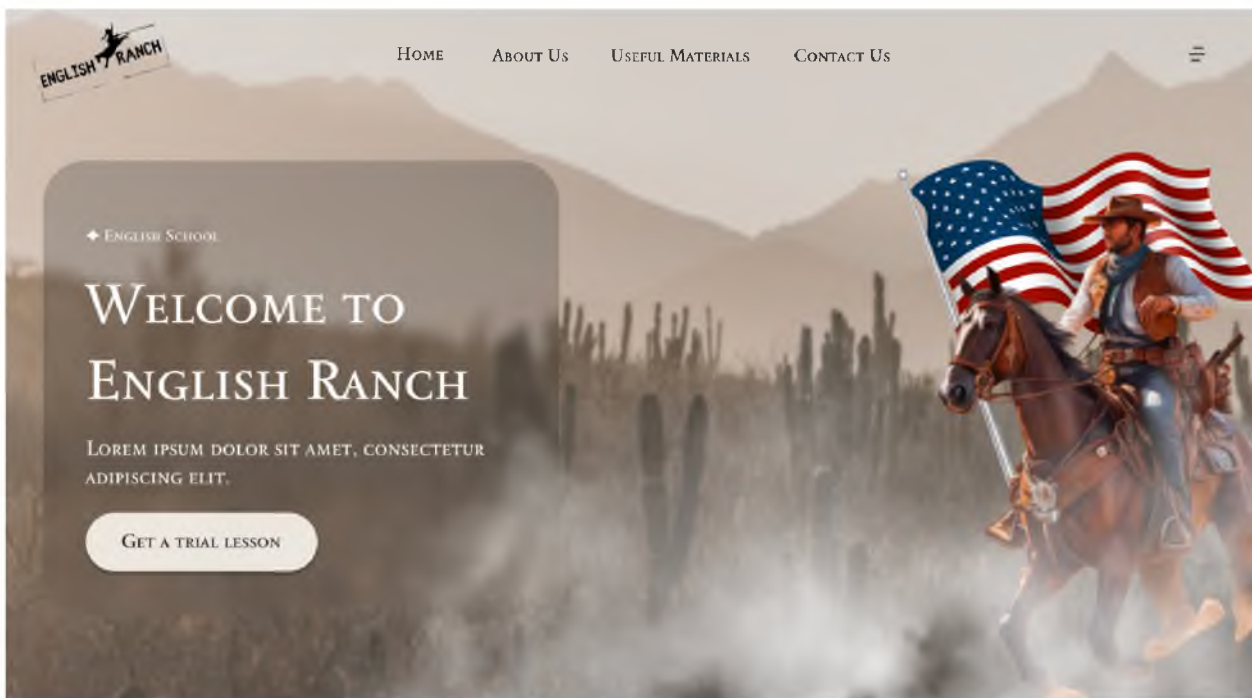 ENGLISH RANCH
Home About Us Useful Materials Contact Us
English School
Welcome to
English Ranch
Lorem ipsum dolor sit amet, consectetur
adipiscing elit.
Get a trial lesson